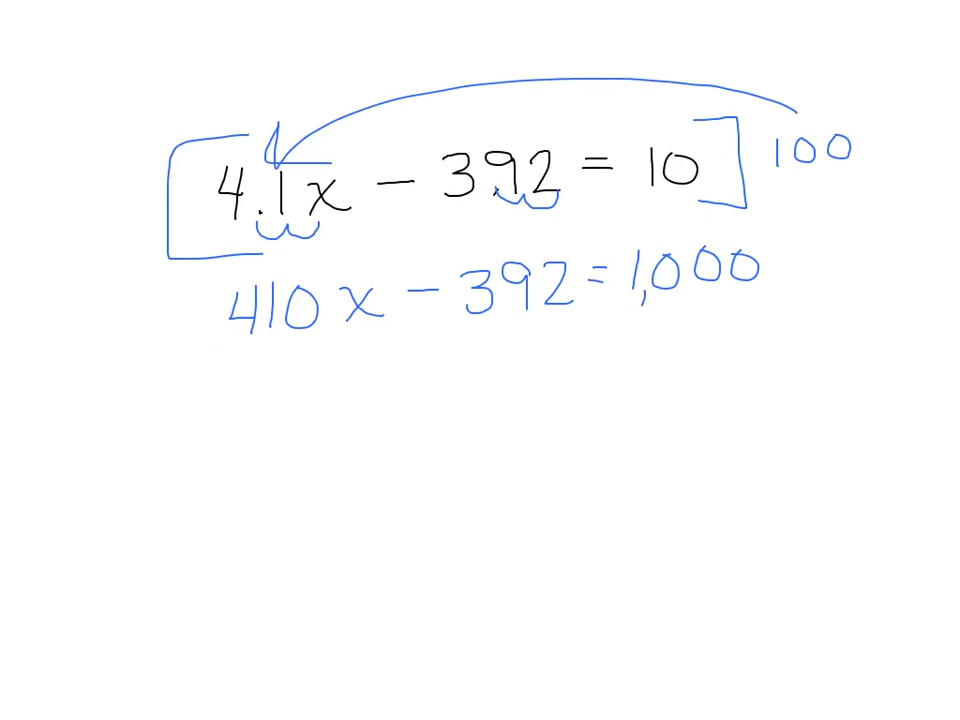 [4.1x - 3.92 = 10] 100
410x - 392 = 1,000